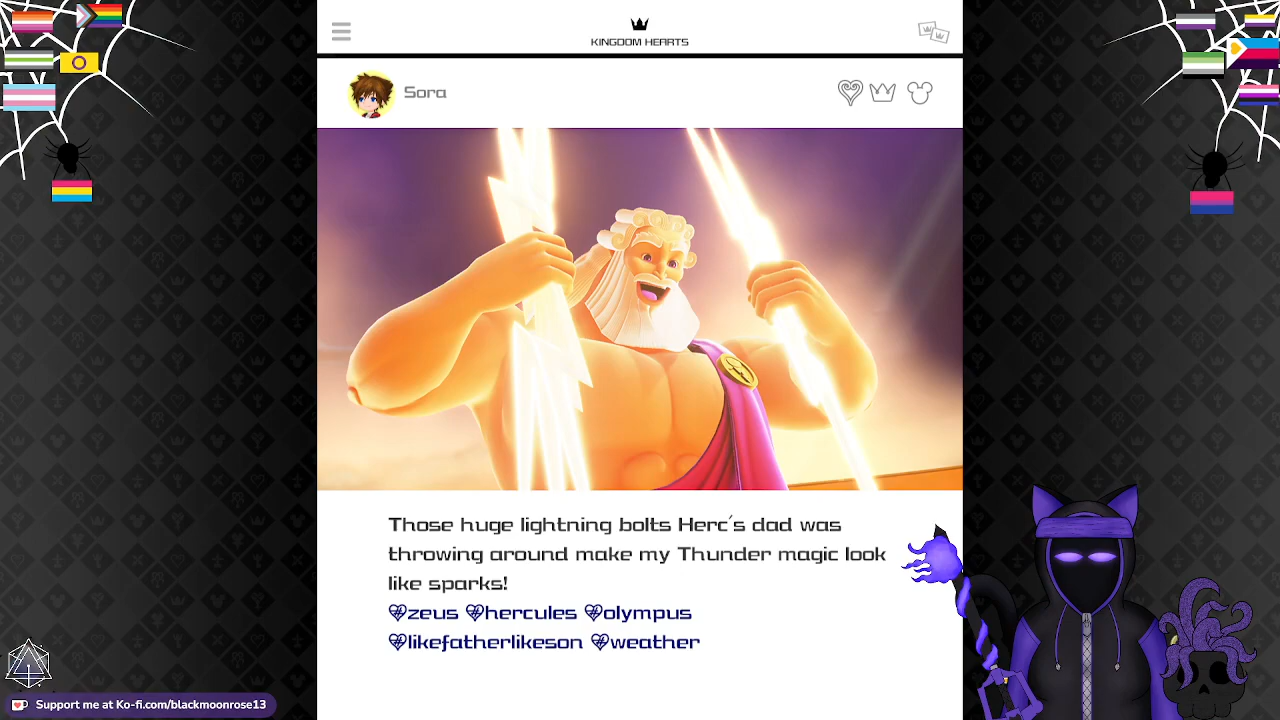 KINGDOM HEARTS
Sora
Those huge lightning bolts Herc's dad was
throwing around make my Thunder magic look
like sparks!
zeus hercules olympus
likefatherlikeson weather
Support me at Ko-fi.com/blackmoonrose13